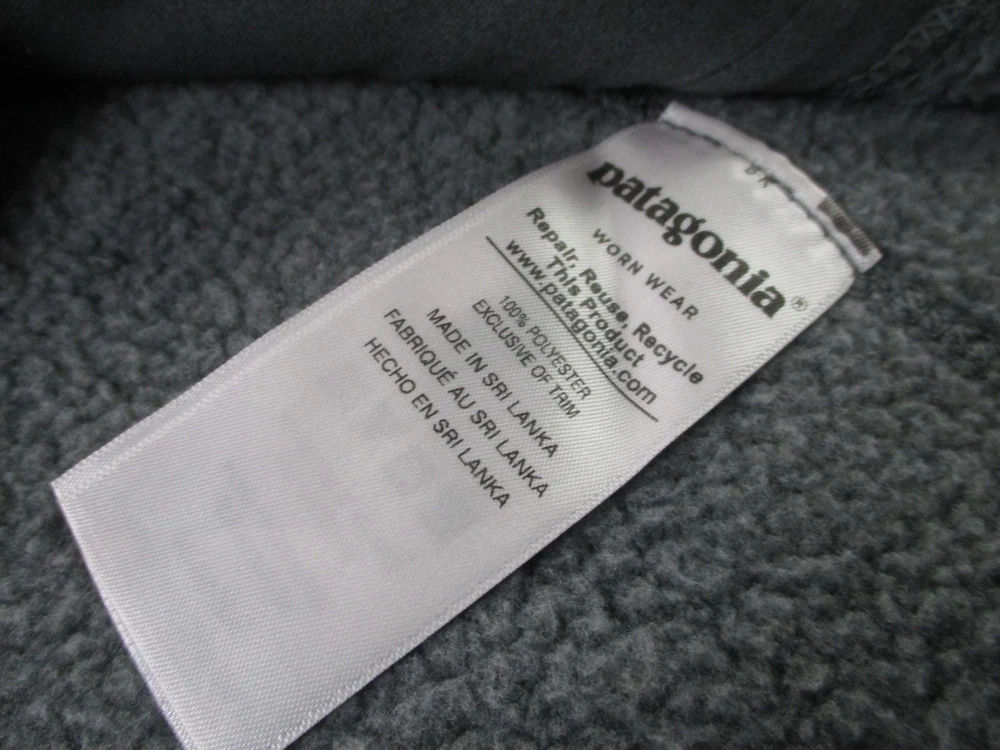 patagonia®
WORN WEAR
Repair, Reuse, Recycle
This Product
www.patagonia.com
100% POLYESTER
EXCLUSIVE OF TRIM
MADE IN SRI LANKA
FABRIQUÉ AU SRI LANKA
HECHO EN SRI LANKA